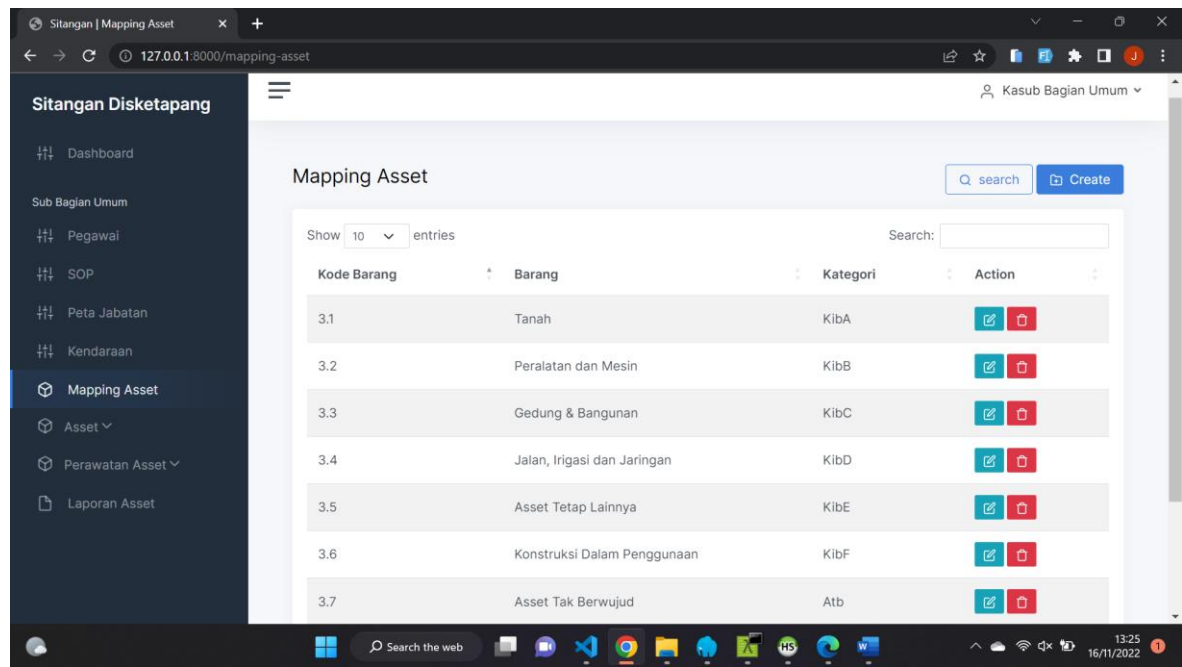 Sitangan | Mapping Asset
127.0.0.1:8000/mapping-asset
J
Sitangan Disketapang
Kasub Bagian Umum
Dashboard
Mapping Asset
search
Create
Sub Bagian Umum
Pegawai
Show 10 entries
Search:
SOP
Kode Barang Barang Kategori Action
Peta Jabatan
3.1 Tanah KibA
Kendaraan
3.2 Peralatan dan Mesin KibB
Mapping Asset
3.3 Gedung & Bangunan KibC
Asset
3.4 Jalan, Irigasi dan Jaringan KibD
Perawatan Asset
Laporan Asset
3.5 Asset Tetap Lainnya KibE
3.6 Konstruksi Dalam Penggunaan KibF
3.7 Asset Tak Berwujud Atb
Search the web
HS
W
13:25
16/11/2022
1